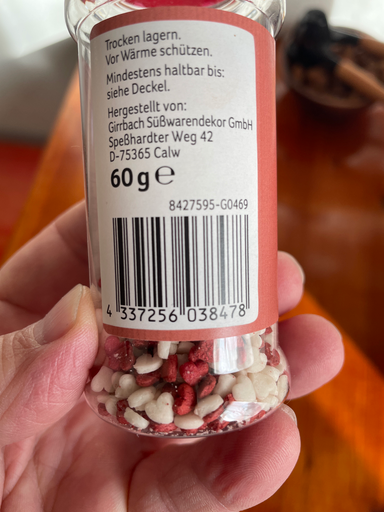 Trocken lagern.
Vor Wärme schützen.
Mindestens haltbar bis:
siehe Deckel.
Hergestellt von:
Girrbach Süßwarendekor GmbH
Speßhardter Weg 42
D-75365 Calw
60 g ℮
8427595-G0469
4 337256 038478